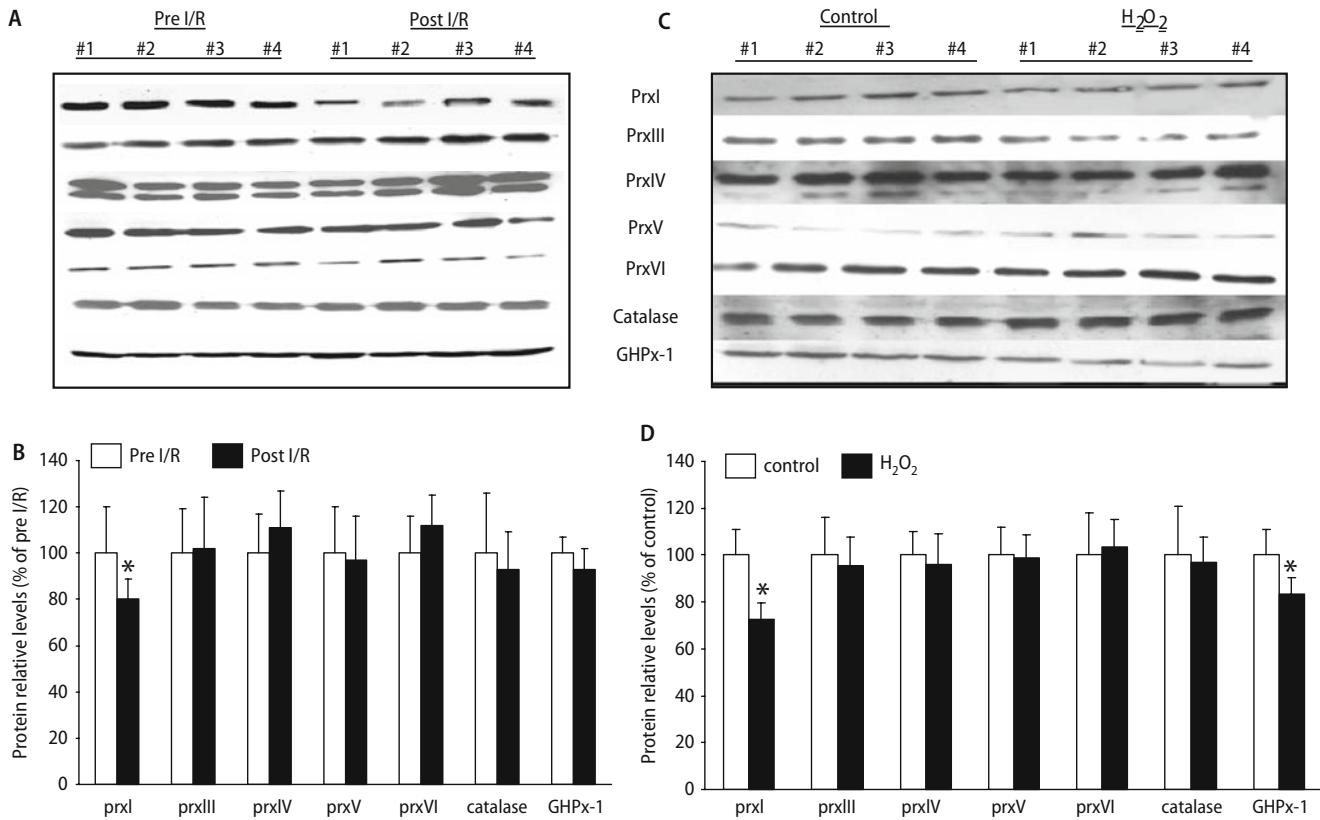 A
Pre I/R Post I/R
#1 #2 #3 #4 #1 #2 #3 #4
C
Control H₂O₂
#1 #2 #3 #4 #1 #2 #3 #4
PrxI
PrxIII
PrxIV
PrxV
PrxVI
Catalase
GHPx-1
B
Pre I/R Post I/R
Protein relative levels (% of pre I/R)
140
120
100
80
60
40
20
0
*
prxI prxIII prxIV prxV prxVI catalase GHPx-1
D
control H₂O₂
Protein relative levels (% of control)
140
120
100
80
60
40
20
0
* *
prxI prxIII prxIV prxV prxVI catalase GHPx-1